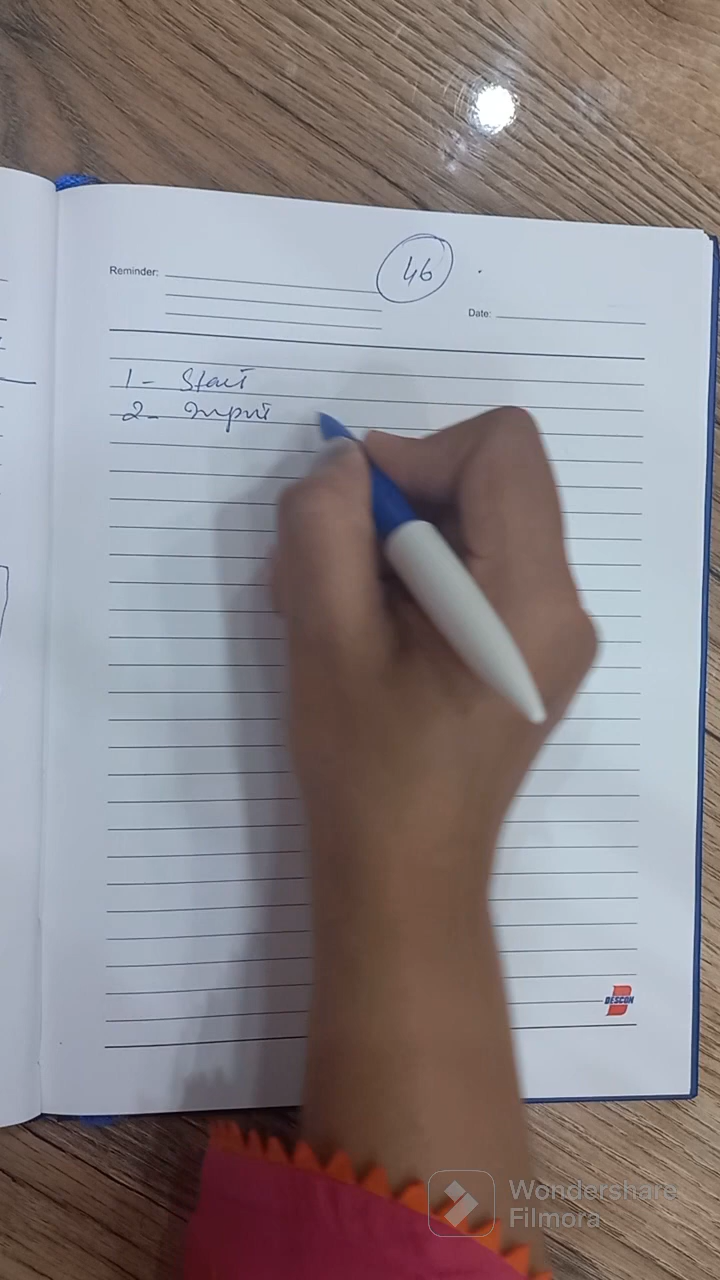 46
Reminder:
Date:
1- Start
2- Input
DESCON
Wondershare
Filmora